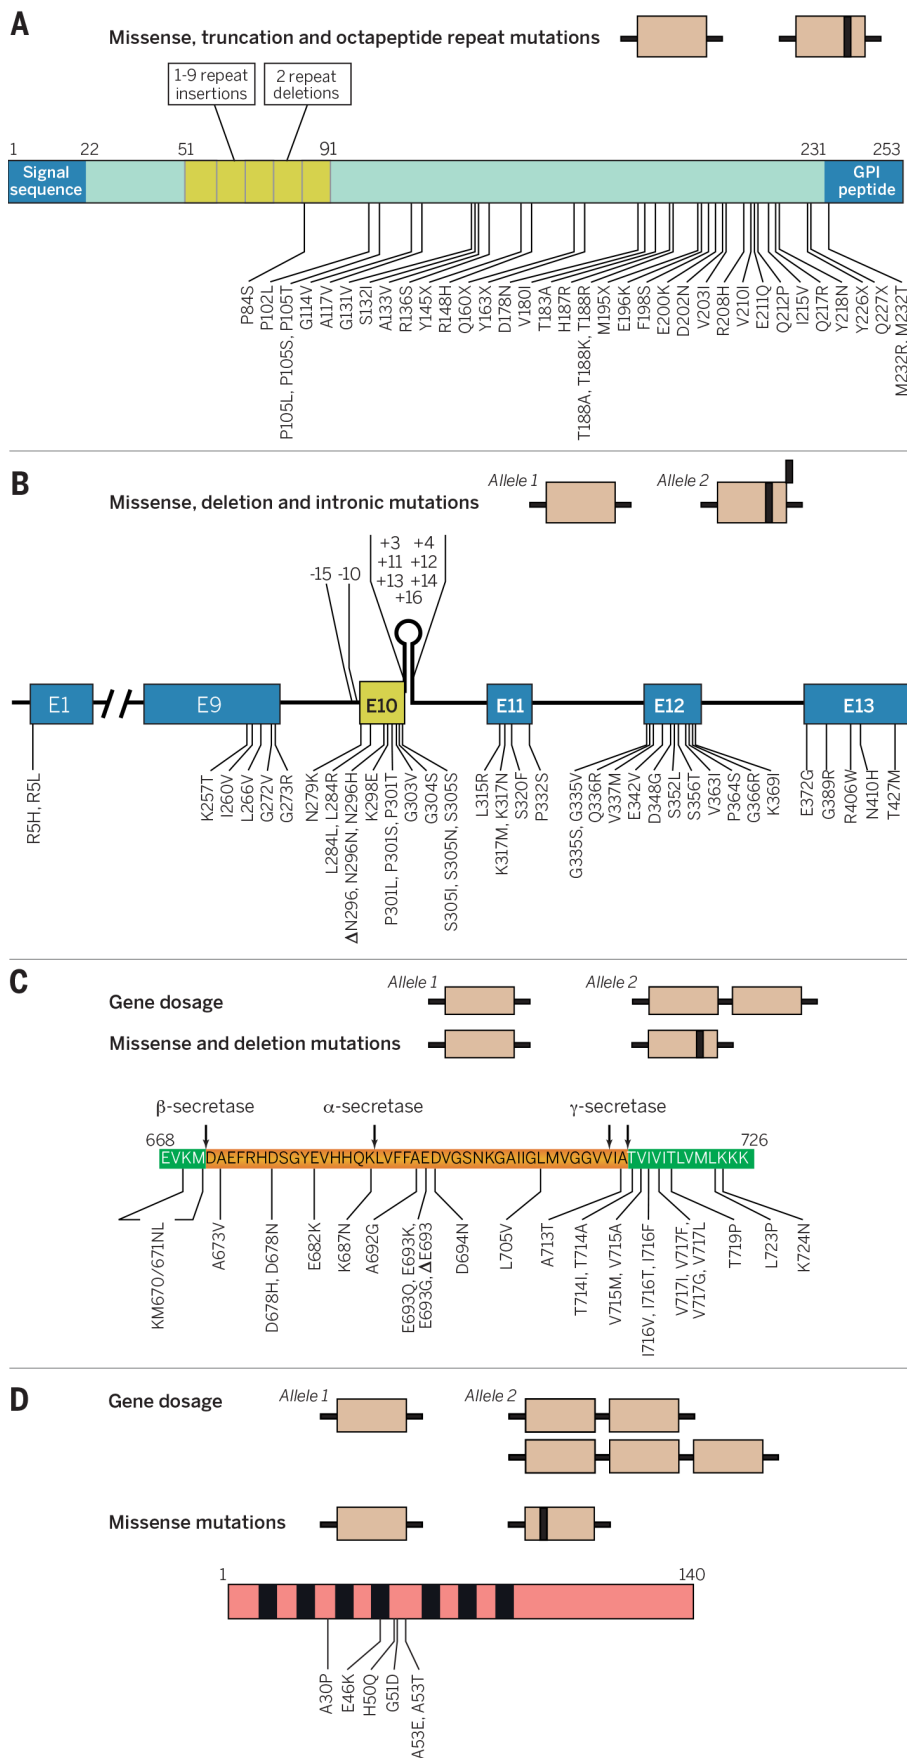 A
Missense, truncation and octapeptide repeat mutations
1-9 repeat
insertions
2 repeat
deletions
1
22
51
91
231
253
Signal
sequence
GPI
peptide
P84S
P102L
P105L, P105S, P105T
G114V
A117V
G131V
S132I
A133V
R136S
Y145X
R148H
Q160X
Y163X
D178N
V180I
T183A
H187R
T188A, T188K, T188R
M195X
E196K
F198S
E200K
D202N
V203I
R208H
V210I
E211Q
Q212P
I215V
Q217R
Y218N
Y226X
Q227X
M232R, M232T
B
Missense, deletion and intronic mutations
Allele 1
Allele 2
+3 +4
+11 +12
+13 +14
+16
-15 -10
E1
E9
E10
E11
E12
E13
R5H, R5L
K257T
I260V
L266V
G272V
G273R
N279K
L284L, L284R
ΔN296, N296N, N296H
K298E
P301L, P301S, P301T
G303V
G304S
S305I, S305N, S305S
L315R
K317M, K317N
S320F
P332S
G335S, G335V
Q336R
V337M
E342V
D348G
S352L
S356T
V363I
P364S
G366R
K369I
E372G
G389R
R406W
N410H
T427M
C
Gene dosage
Allele 1
Allele 2
Missense and deletion mutations
β-secretase
α-secretase
γ-secretase
668
726
EVKMDAEFRHDSGYEVHHQKLVFFAEDVGSNKGAIIGLMVGGVVIATVIVITLVMLKKK
KM670/671NL
A673V
D678H, D678N
E682K
K687N
A692G
E693Q, E693K,
E693G, ΔE693
D694N
L705V
A713T
T714I, T714A
V715M, V715A
I716V, I716T, I716F
V717I, V717F,
V717G, V717L
T719P
L723P
K724N
D
Gene dosage
Allele 1
Allele 2
Missense mutations
1
140
A30P
E46K
H50Q
G51D
A53E, A53T